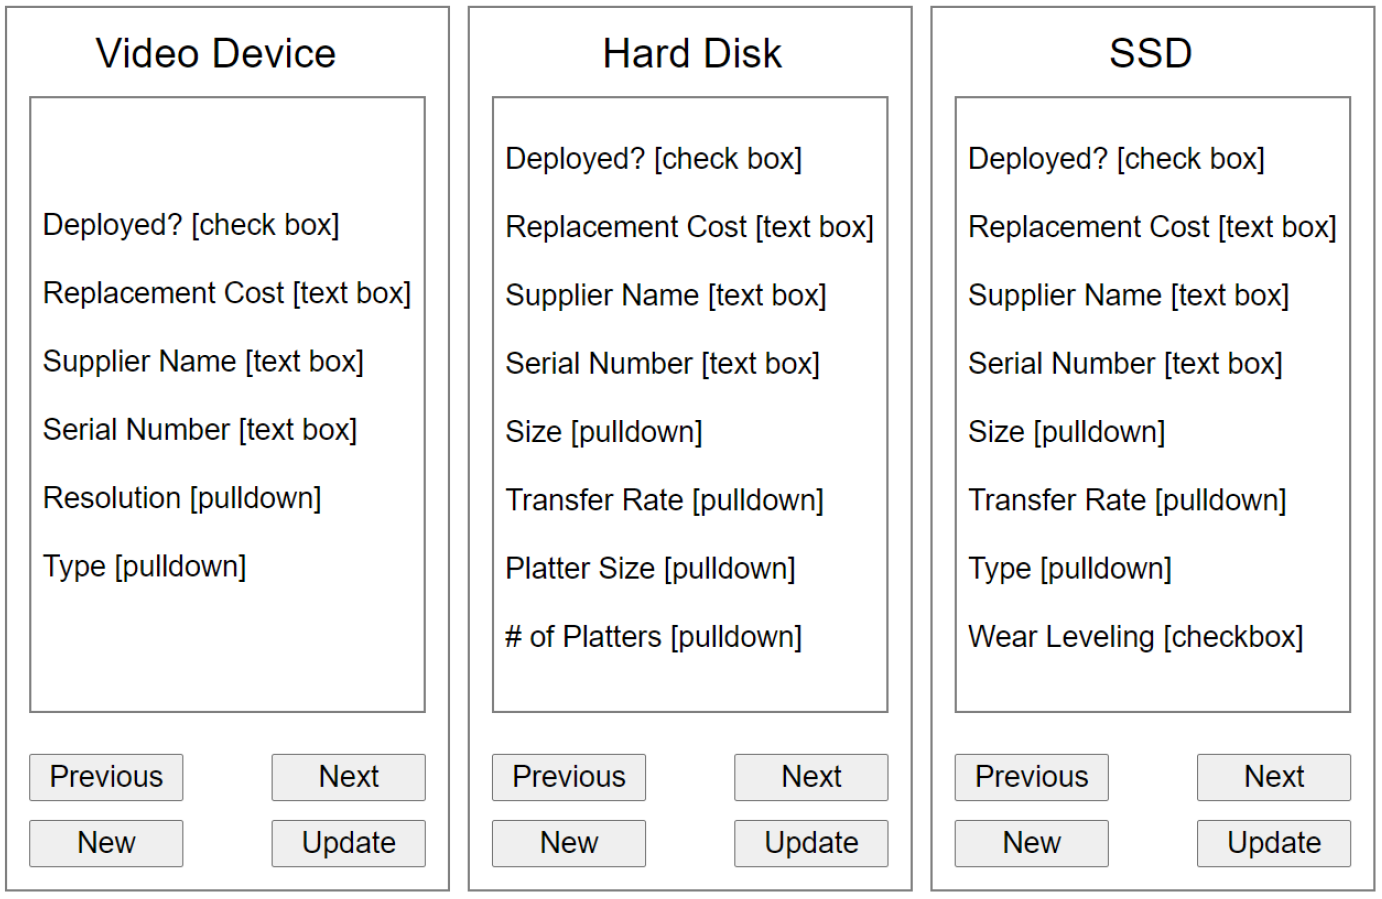 Video Device
Deployed? [check box]
Replacement Cost [text box]
Supplier Name [text box]
Serial Number [text box]
Resolution [pulldown]
Type [pulldown]
Previous
Next
New
Update
Hard Disk
Deployed? [check box]
Replacement Cost [text box]
Supplier Name [text box]
Serial Number [text box]
Size [pulldown]
Transfer Rate [pulldown]
Platter Size [pulldown]
# of Platters [pulldown]
Previous
Next
New
Update
SSD
Deployed? [check box]
Replacement Cost [text box]
Supplier Name [text box]
Serial Number [text box]
Size [pulldown]
Transfer Rate [pulldown]
Type [pulldown]
Wear Leveling [checkbox]
Previous
Next
New
Update